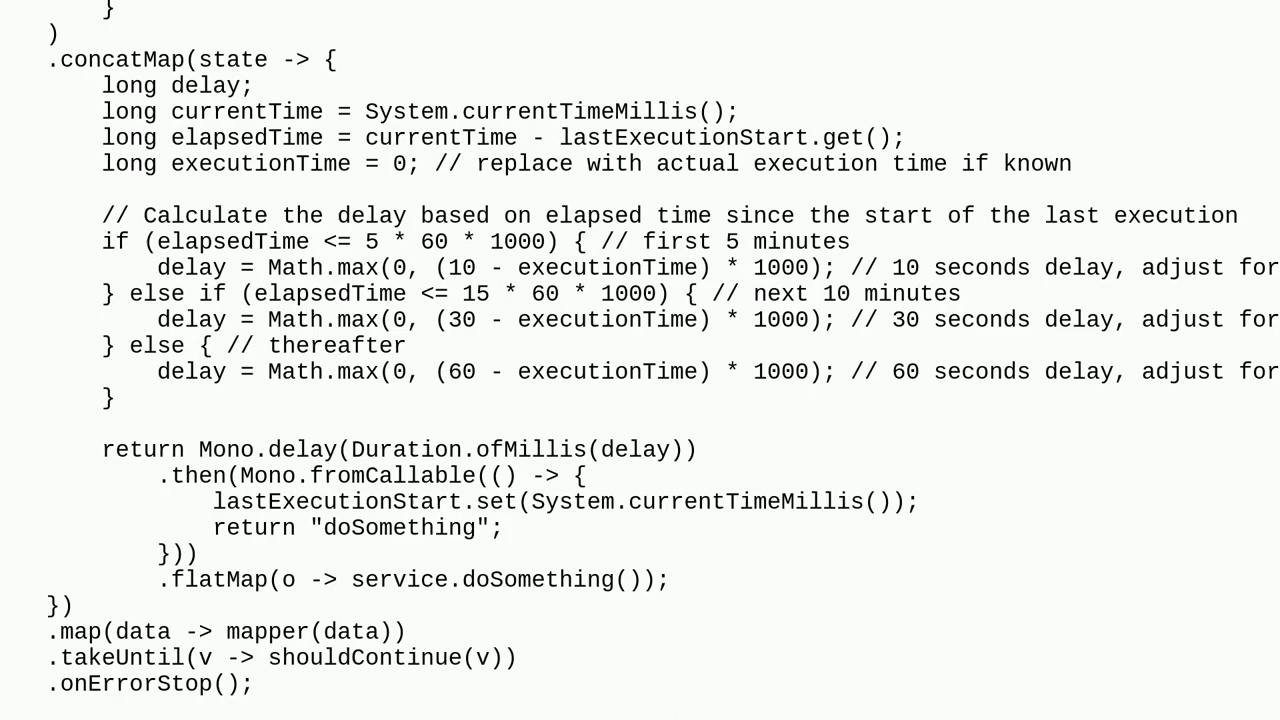 }
)
.concatMap(state -> {
    long delay;
    long currentTime = System.currentTimeMillis();
    long elapsedTime = currentTime - lastExecutionStart.get();
    long executionTime = 0; // replace with actual execution time if known

    // Calculate the delay based on elapsed time since the start of the last execution
    if (elapsedTime <= 5 * 60 * 1000) { // first 5 minutes
        delay = Math.max(0, (10 - executionTime) * 1000); // 10 seconds delay, adjust for
    } else if (elapsedTime <= 15 * 60 * 1000) { // next 10 minutes
        delay = Math.max(0, (30 - executionTime) * 1000); // 30 seconds delay, adjust for
    } else { // thereafter
        delay = Math.max(0, (60 - executionTime) * 1000); // 60 seconds delay, adjust for
    }

    return Mono.delay(Duration.ofMillis(delay))
        .then(Mono.fromCallable(() -> {
            lastExecutionStart.set(System.currentTimeMillis());
            return "doSomething";
        }))
        .flatMap(o -> service.doSomething());
})
.map(data -> mapper(data))
.takeUntil(v -> shouldContinue(v))
.onErrorStop();